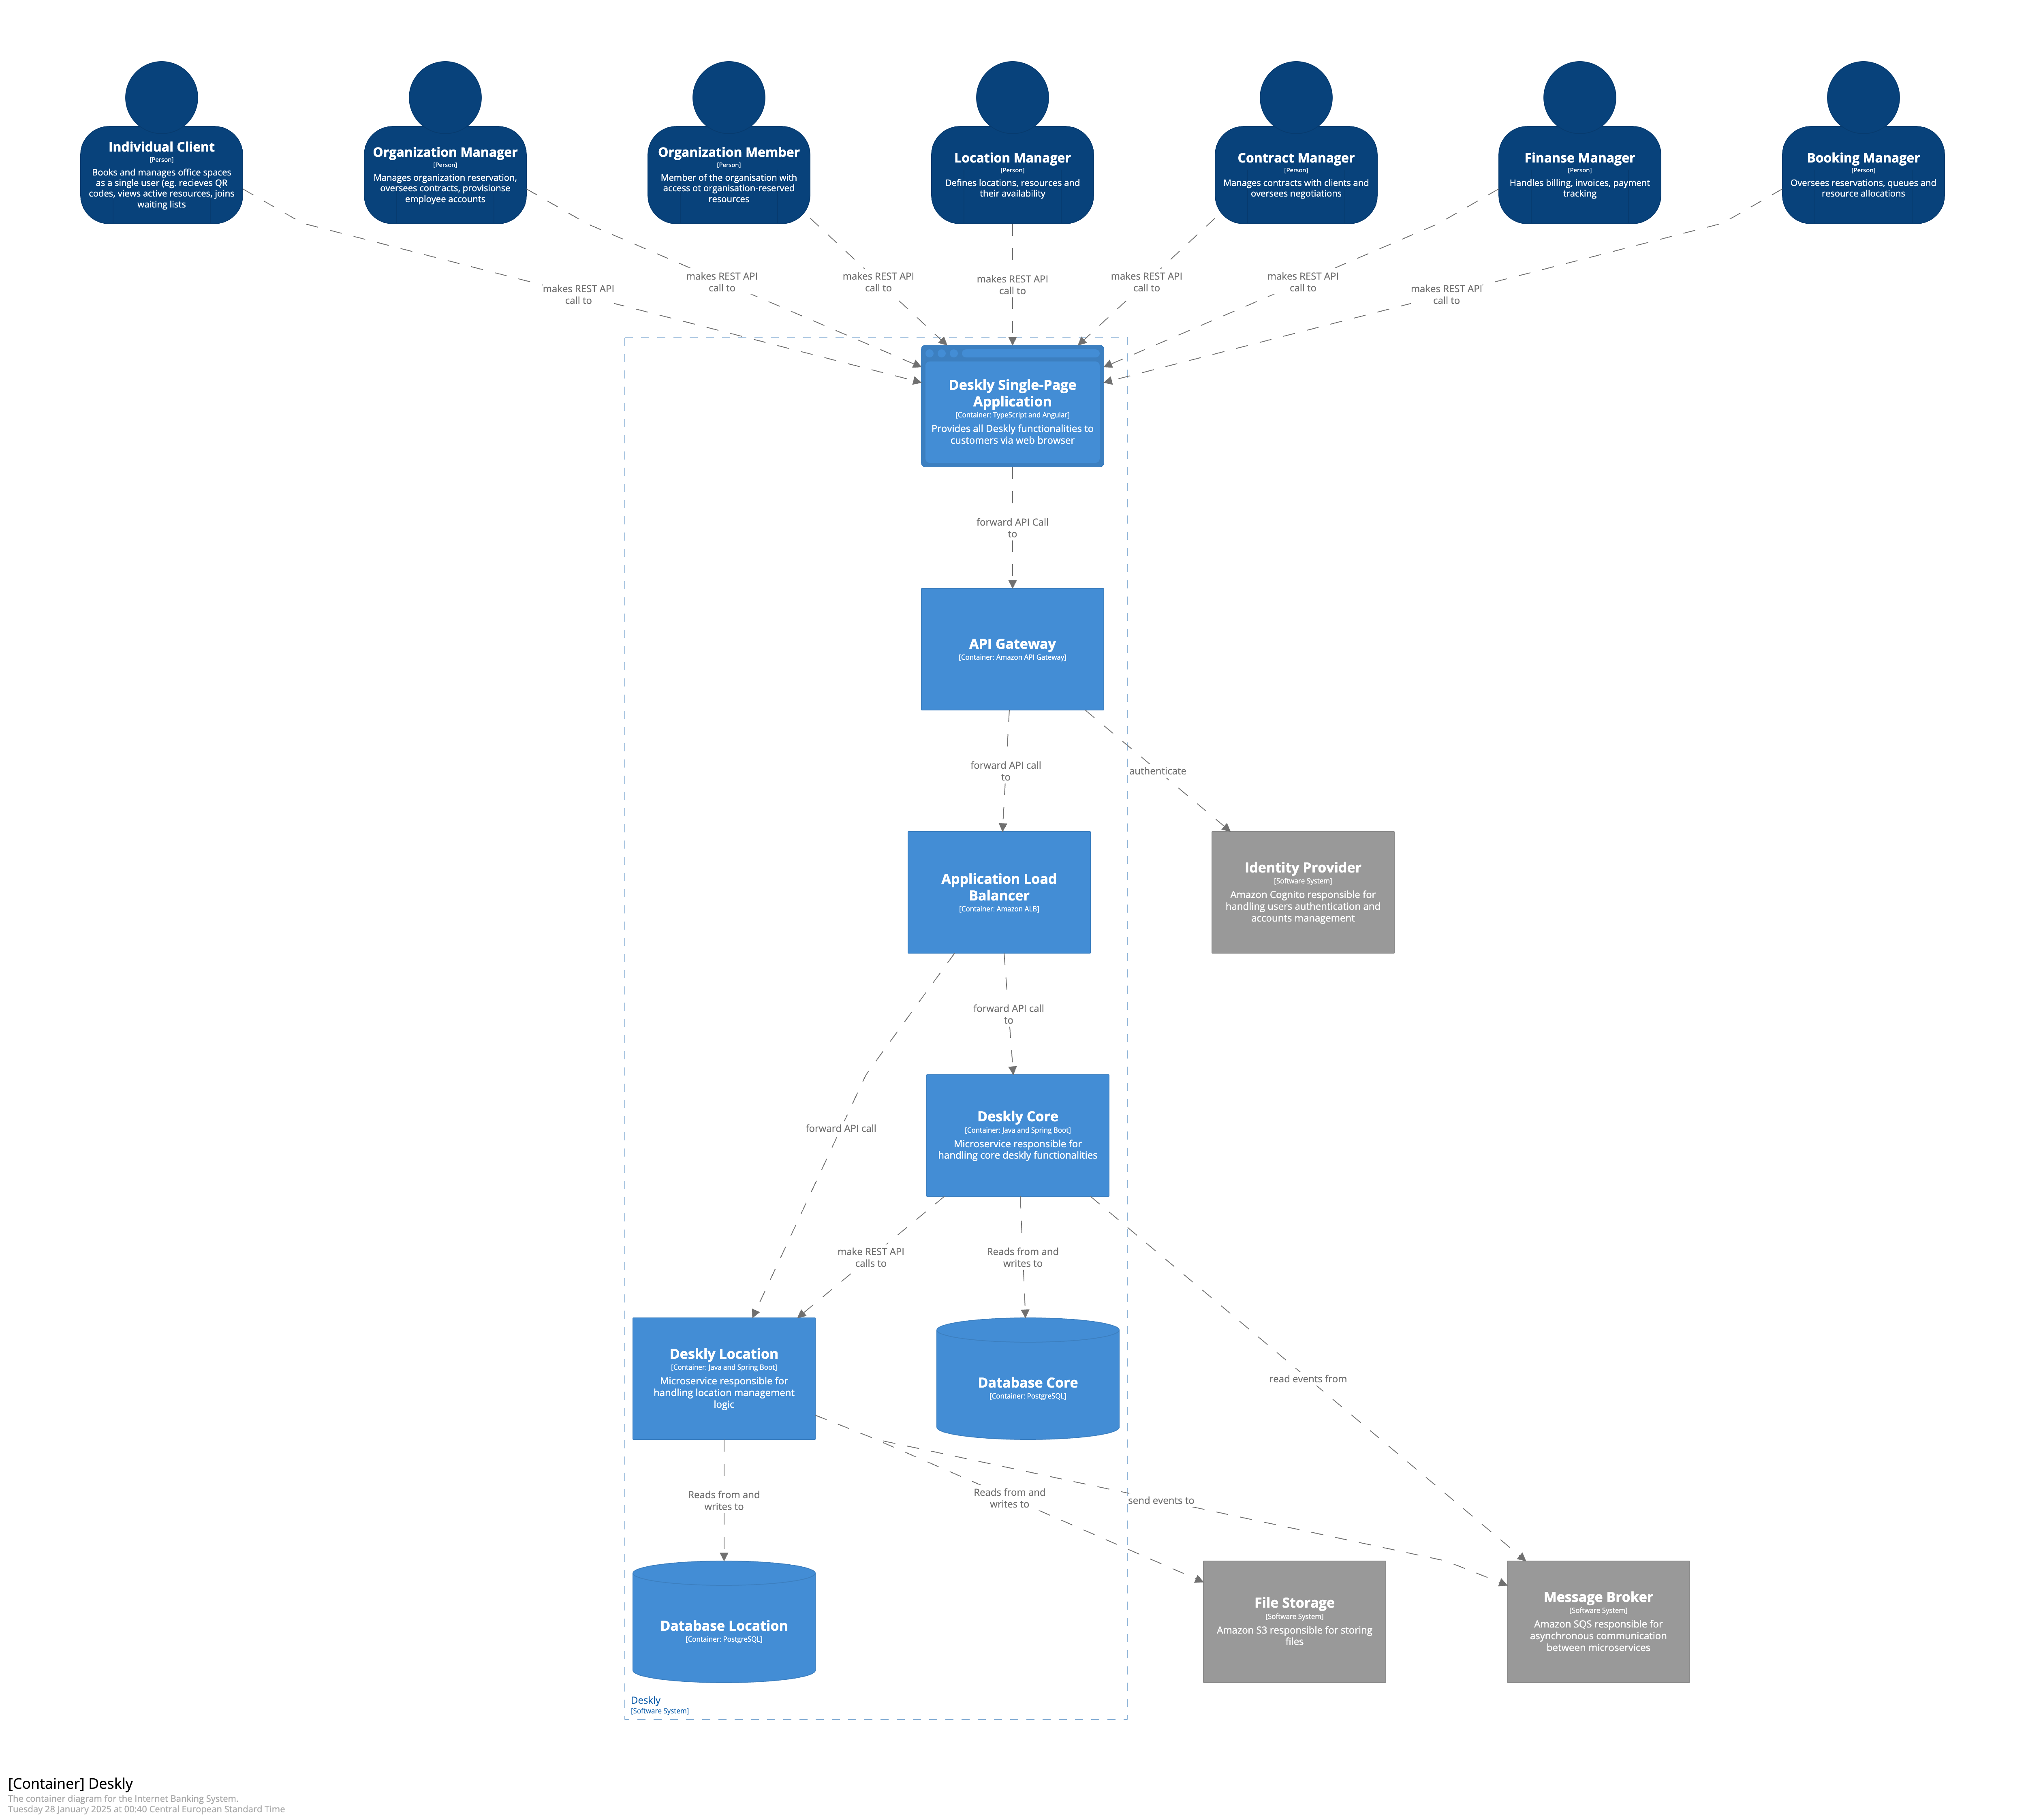 Individual Client
[Person]
Books and manages office spaces
as a single user (eg. recieves QR
codes, views active resources, joins
waiting lists
Organization Manager
[Person]
Manages organization reservation,
oversees contracts, provisionse
employee accounts
Organization Member
[Person]
Member of the organisation with
access ot organisation-reserved
resources
Location Manager
[Person]
Defines locations, resources and
their availability
Contract Manager
[Person]
Manages contracts with clients and
oversees negotiations
Finanse Manager
[Person]
Handles billing, invoices, payment
tracking
Booking Manager
[Person]
Oversees reservations, queues and
resource allocations
makes REST API
call to
makes REST API
call to
makes REST API
call to
makes REST API
call to
makes REST API
call to
makes REST API
call to
makes REST API
call to
Deskly Single-Page
Application
[Container: TypeScript and Angular]
Provides all Deskly functionalities to
customers via web browser
forward API Call
to
API Gateway
[Container: Amazon API Gateway]
forward API call
to
authenticate
Application Load
Balancer
[Container: Amazon ALB]
Identity Provider
[Software System]
Amazon Cognito responsible for
handling users authentication and
accounts management
forward API call
to
forward API call
Deskly Core
[Container: Java and Spring Boot]
Microservice responsible for
handling core deskly functionalities
make REST API
calls to
Reads from and
writes to
read events from
Deskly Location
[Container: Java and Spring Boot]
Microservice responsible for
handling location management
logic
Database Core
[Container: PostgreSQL]
Reads from and
writes to
Reads from and
writes to
send events to
Database Location
[Container: PostgreSQL]
File Storage
[Software System]
Amazon S3 responsible for storing
files
Message Broker
[Software System]
Amazon SQS responsible for
asynchronous communication
between microservices
Deskly
[Software System]
[Container] Deskly
The container diagram for the Internet Banking System.
Tuesday 28 January 2025 at 00:40 Central European Standard Time